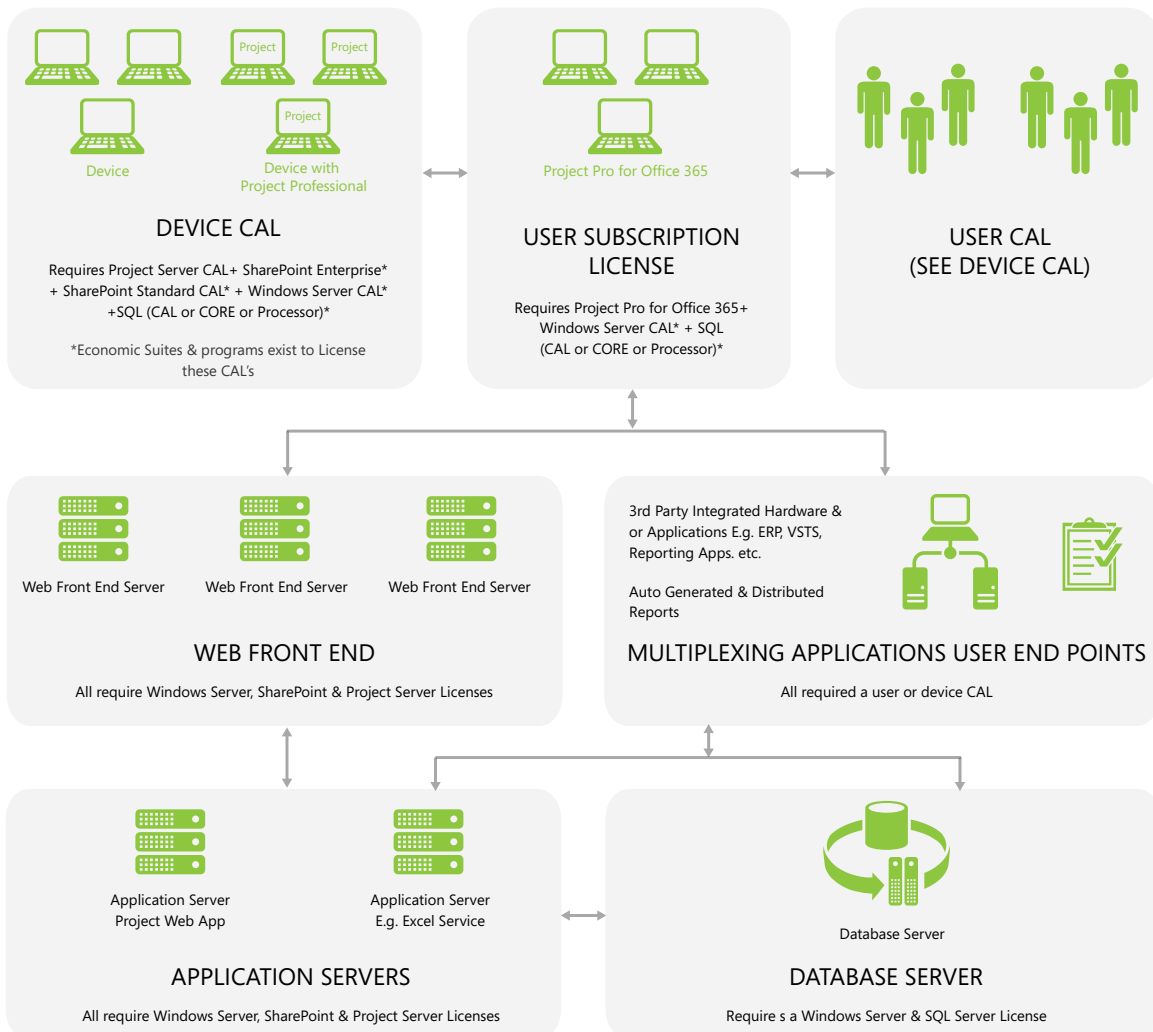 Project
Project
Project
Device
Device with
Project Professional
DEVICE CAL
Requires Project Server CAL+ SharePoint Enterprise*
+ SharePoint Standard CAL* + Windows Server CAL*
+SQL (CAL or CORE or Processor)*
*Economic Suites & programs exist to License
these CAL's
Project Pro for Office 365
USER SUBSCRIPTION
LICENSE
Requires Project Pro for Office 365+
Windows Server CAL* + SQL
(CAL or CORE or Processor)*
USER CAL
(SEE DEVICE CAL)
Web Front End Server
Web Front End Server
Web Front End Server
WEB FRONT END
All require Windows Server, SharePoint & Project Server Licenses
3rd Party Integrated Hardware &
or Applications E.g. ERP, VSTS,
Reporting Apps. etc.
Auto Generated & Distributed
Reports
MULTIPLEXING APPLICATIONS USER END POINTS
All required a user or device CAL
Application Server
Project Web App
Application Server
E.g. Excel Service
APPLICATION SERVERS
All require Windows Server, SharePoint & Project Server Licenses
Database Server
DATABASE SERVER
Require s a Windows Server & SQL Server License